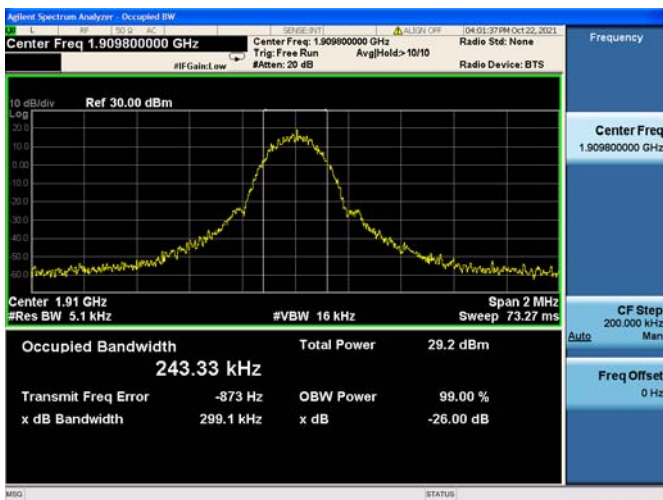 Agilent Spectrum Analyzer - Occupied BW
L RF 50 Ω AC SENSE:INT ALIGN OFF 04:01:37 PM Oct 22, 2021
Center Freq 1.909800000 GHz Center Freq: 1.909800000 GHz Radio Std: None
Trig: Free Run Avg|Hold:>10/10
#IFGain:Low #Atten: 20 dB Radio Device: BTS
10 dB/div Ref 30.00 dBm
Log
20.0
10.0
0.00
10.0
20.0
30.0
40.0
50.0
60.0
Center 1.91 GHz Span 2 MHz
#Res BW 5.1 kHz #VBW 16 kHz Sweep 73.27 ms
Occupied Bandwidth Total Power 29.2 dBm
243.33 kHz
Transmit Freq Error -873 Hz OBW Power 99.00 %
x dB Bandwidth 299.1 kHz x dB -26.00 dB
MSG STATUS
Frequency
Center Freq
1.909800000 GHz
CF Step
200.000 kHz
Auto Man
Freq Offset
0 Hz